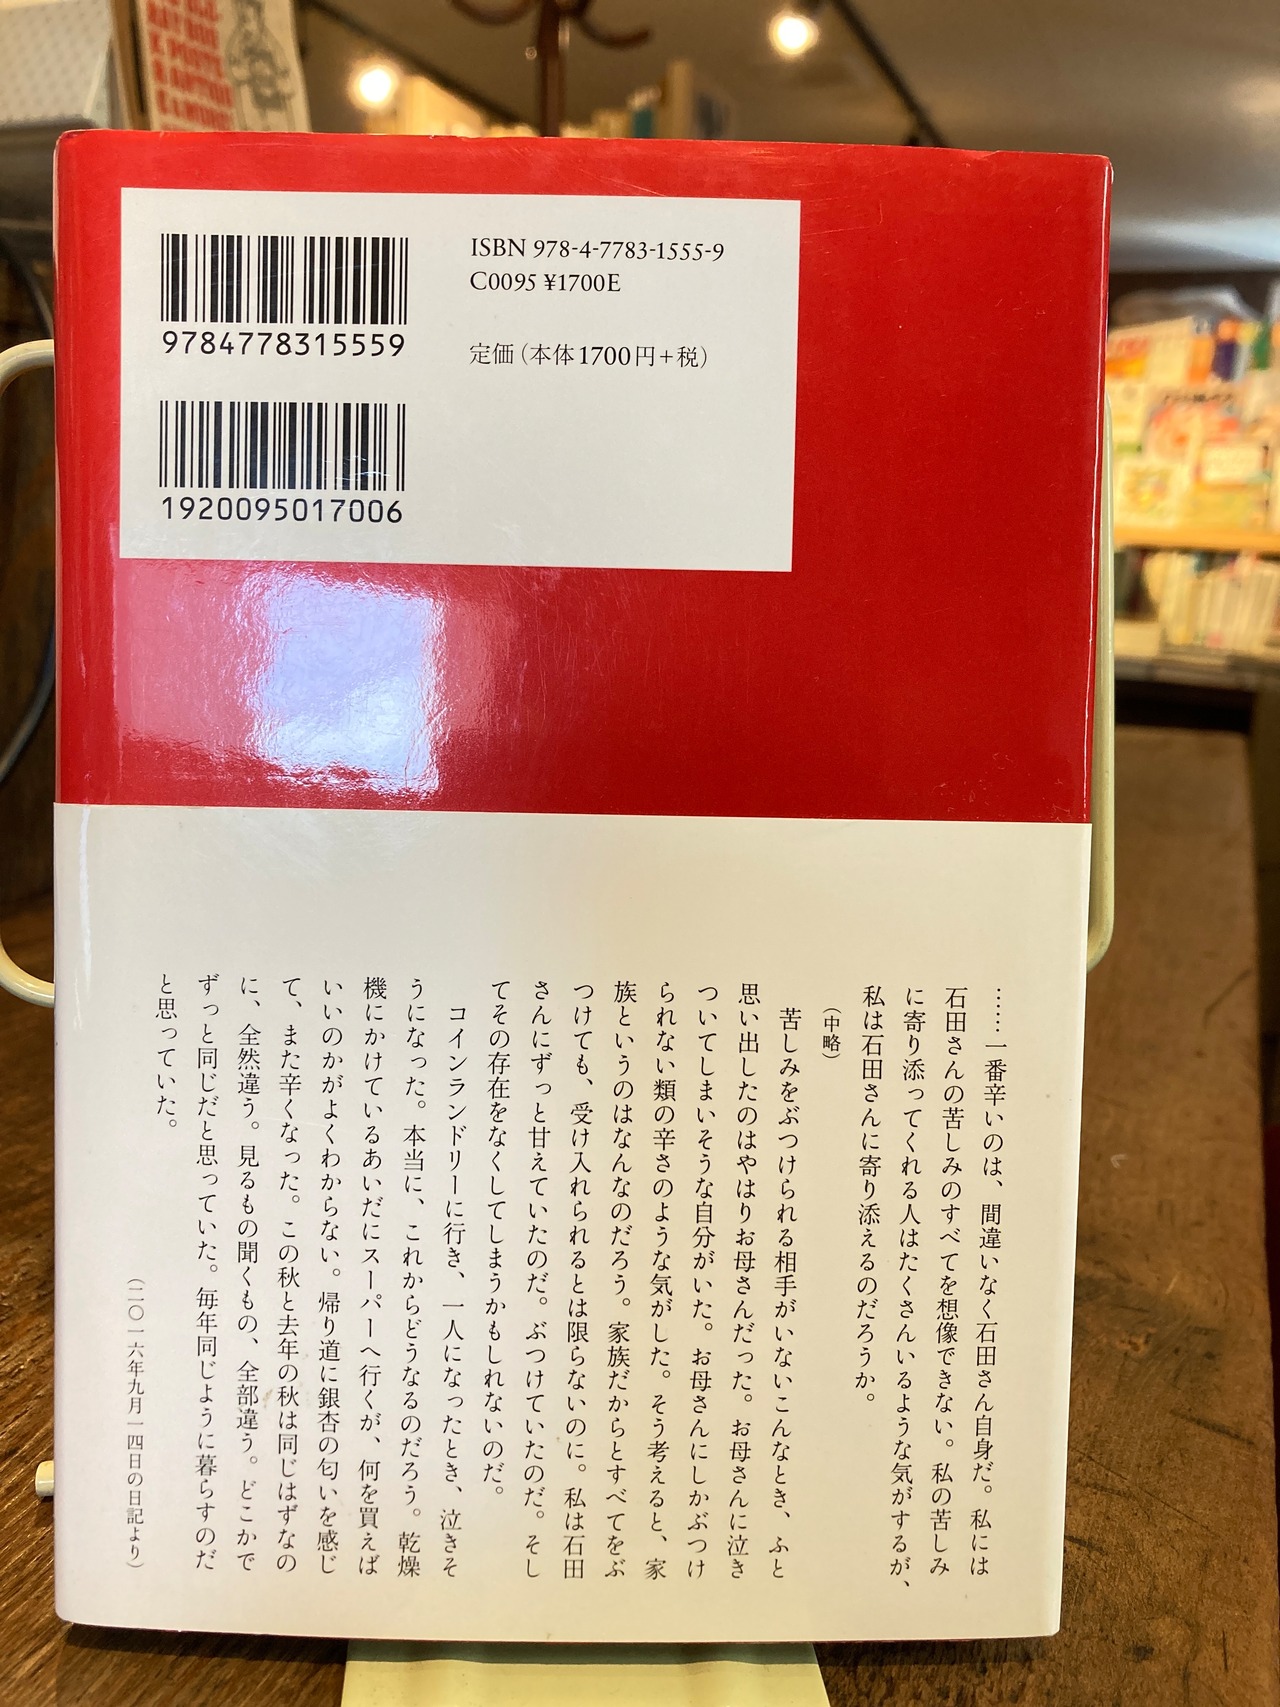 ISBN 978-4-7783-1555-9
C0095 ¥1700E
定価（本体1700円+税）
9784778315559
1920095017006
……一番辛いのは、間違いなく石田さん自身だ。私には
石田さんの苦しみのすべてを想像できない。私の苦しみ
に寄り添ってくれる人はたくさんいるような気がするが、
私は石田さんに寄り添えるのだろうか。
（中略）
苦しみをぶつけられる相手がいないこんなとき、ふと
思い出したのはやはりお母さんだった。お母さんに泣き
ついてしまいそうな自分がいた。お母さんにしかぶつけ
られない類の辛さのような気がした。そう考えると、家
族というのはなんなのだろう。家族だからとすべてをぶ
つけても、受け入れられるとは限らないのに。私は石田
さんにずっと甘えていたのだ。ぶつけていたのだ。そし
てその存在をなくしてしまうかもしれないのだ。
コインランドリーに行き、一人になったとき、泣きそ
うになった。本当に、これからどうなるのだろう。乾燥
機にかけているあいだにスーパーへ行くが、何を買えば
いいのかがよくわからない。帰り道に銀杏の匂いを感じ
て、また辛くなった。この秋と去年の秋は同じはずなの
に、全然違う。見るもの聞くもの、全部違う。どこかで
ずっと同じだと思っていた。毎年同じように暮らすのだ
と思っていた。
（二〇一六年九月一四日の日記より）